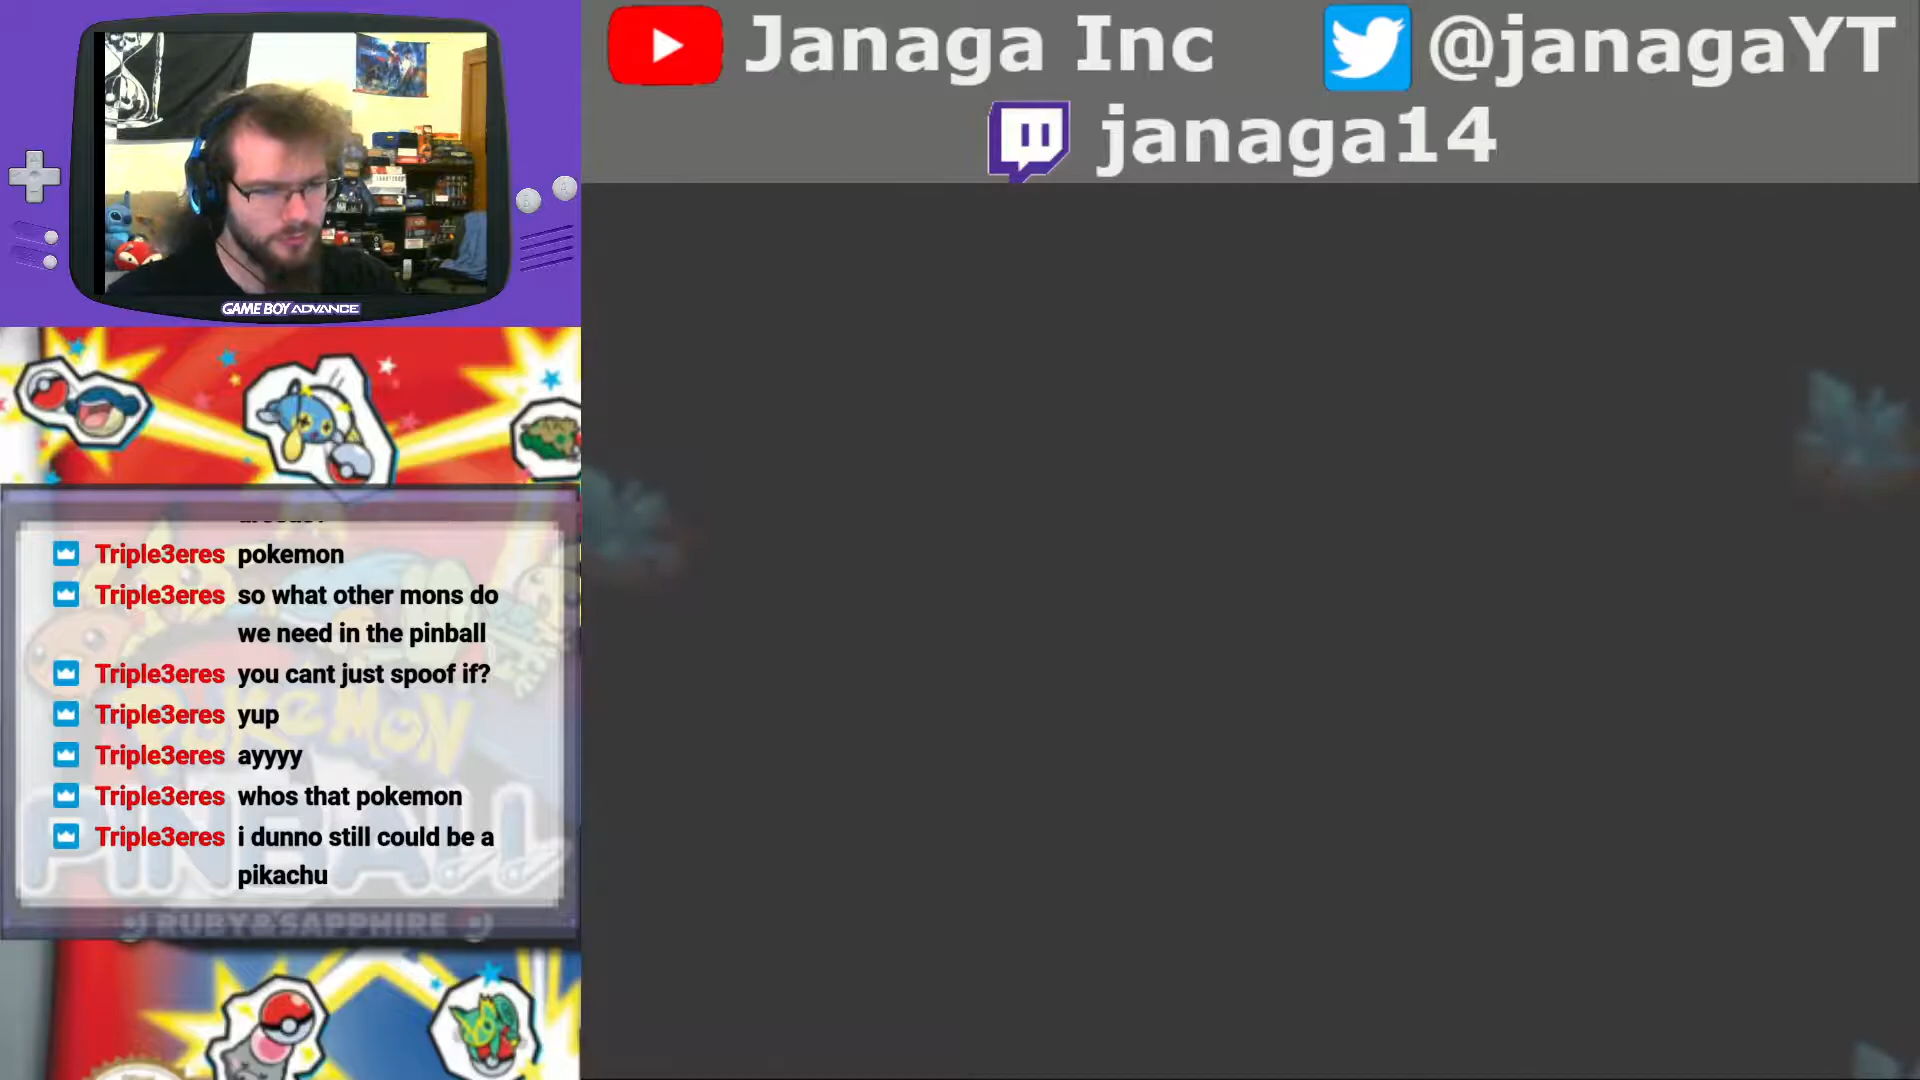 Janaga Inc
@janagaYT
janaga14
GAME BOY ADVANCE
Triple3eres pokemon
Triple3eres so what other mons do
we need in the pinball
Triple3eres you cant just spoof if?
Triple3eres yup
Triple3eres ayyyy
Triple3eres whos that pokemon
Triple3eres i dunno still could be a
pikachu
POKéMON
PINBALL
RUBY & SAPPHIRE